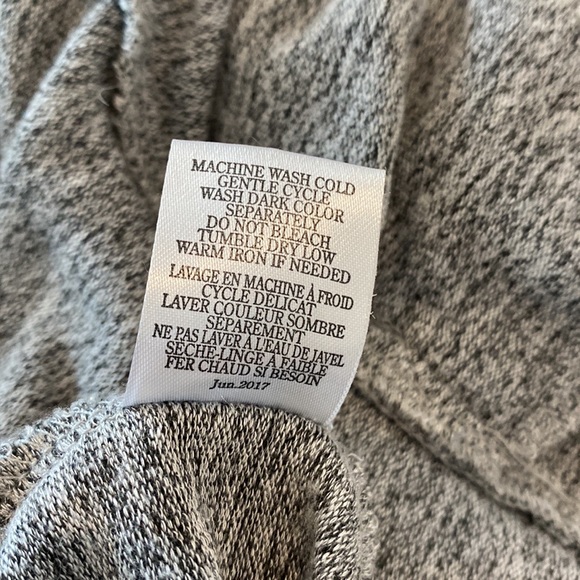 MACHINE WASH COLD
GENTLE CYCLE
WASH DARK COLOR
SEPARATELY
DO NOT BLEACH
TUMBLE DRY LOW
WARM IRON IF NEEDED
LAVAGE EN MACHINE À FROID
CYCLE DELICAT
LAVER COULEUR SOMBRE
SÉPAREMENT
NE PAS LAVER À L'EAU DE JAVEL
SÈCHE-LINGE À FAIBLE
FER CHAUD SI BESOIN
Jun.2017